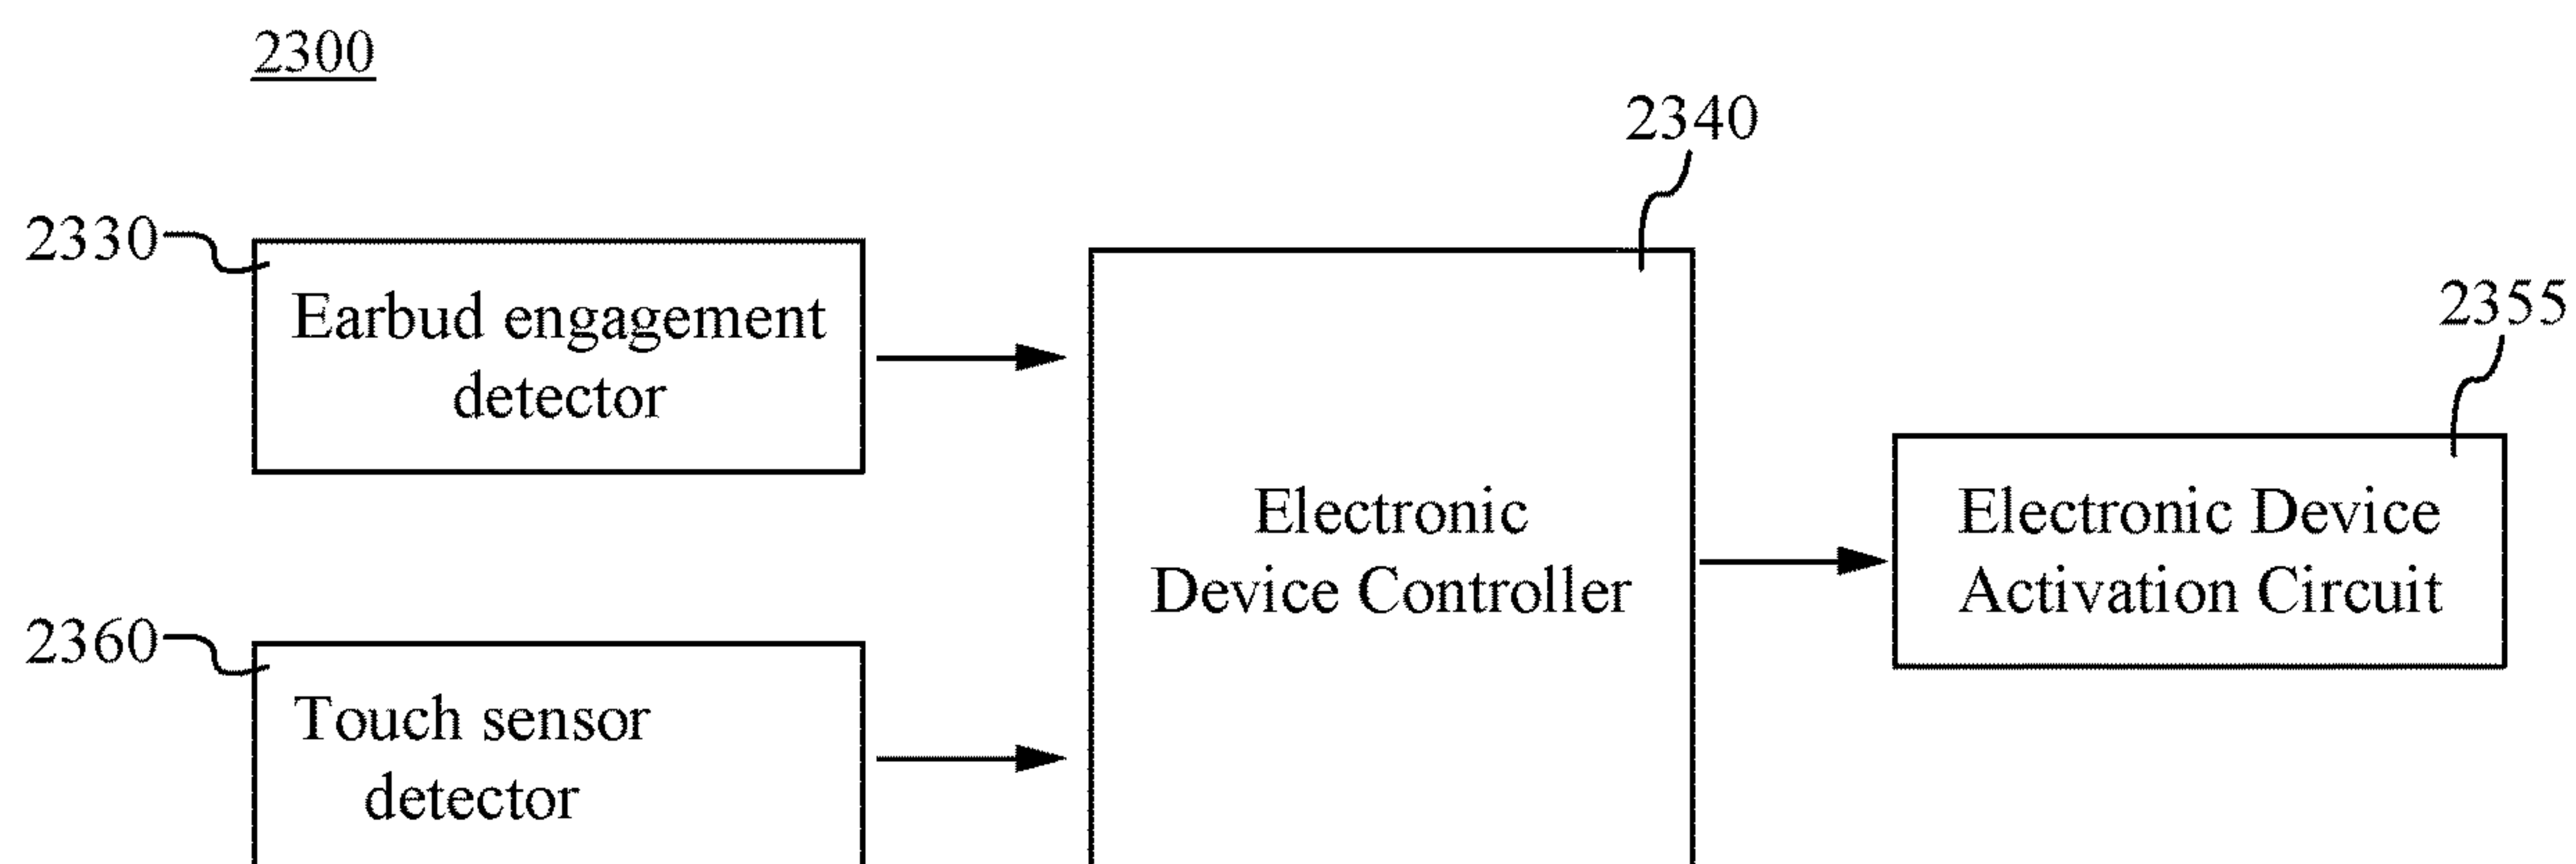 2300
2340
2330
Earbud engagement
detector
2355
Electronic
Device Controller
Electronic Device
Activation Circuit
2360
Touch sensor
detector